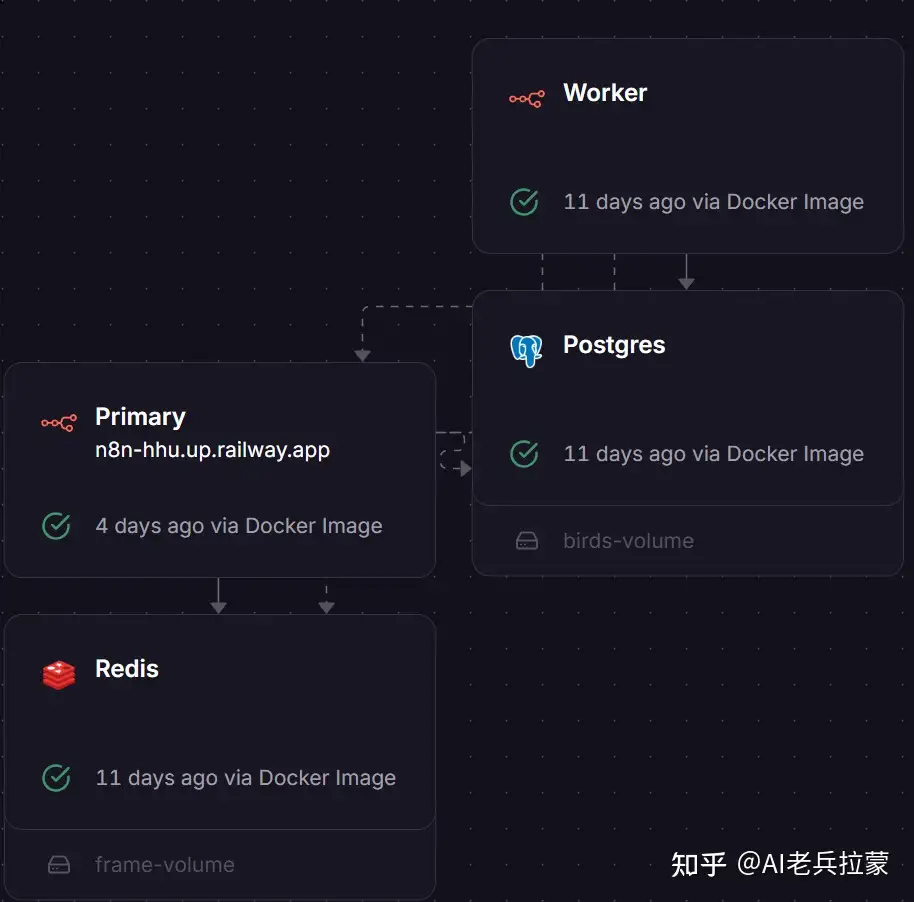 Worker
11 days ago via Docker Image
Postgres
11 days ago via Docker Image
birds-volume
Primary
n8n-hhu.up.railway.app
4 days ago via Docker Image
Redis
11 days ago via Docker Image
frame-volume
知乎 @AI老兵拉蒙